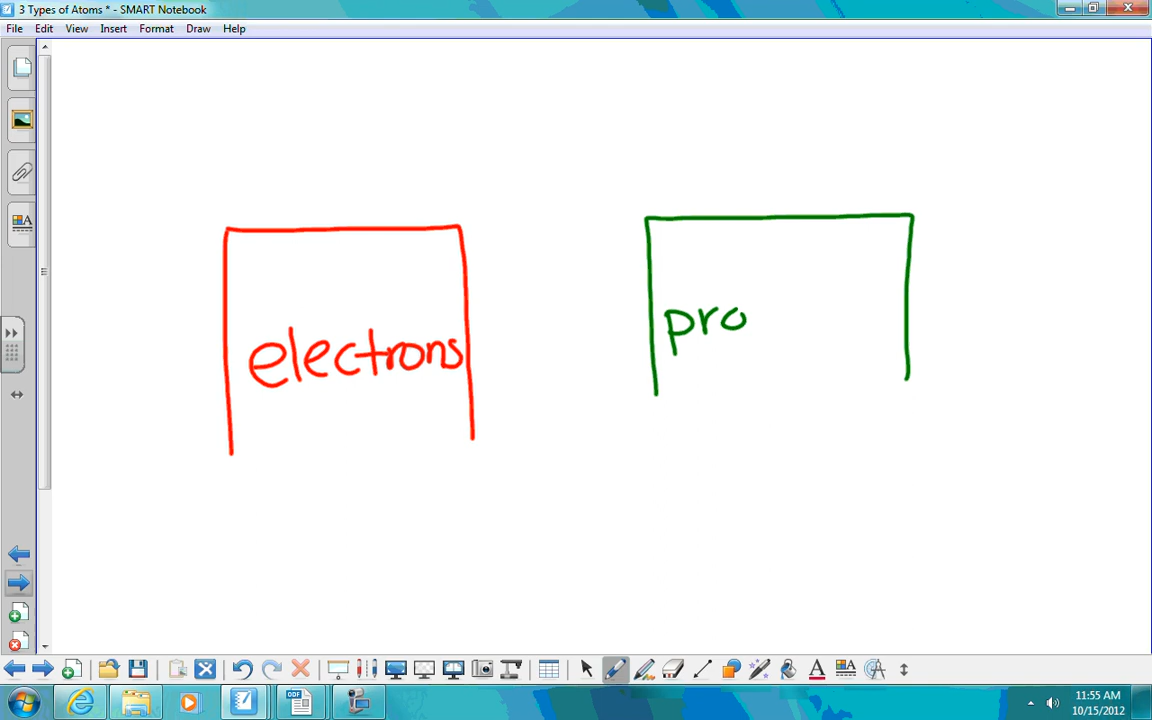 3 Types of Atoms * - SMART Notebook
File Edit View Insert Format Draw Help
electrons
pro
11:55 AM
10/15/2012